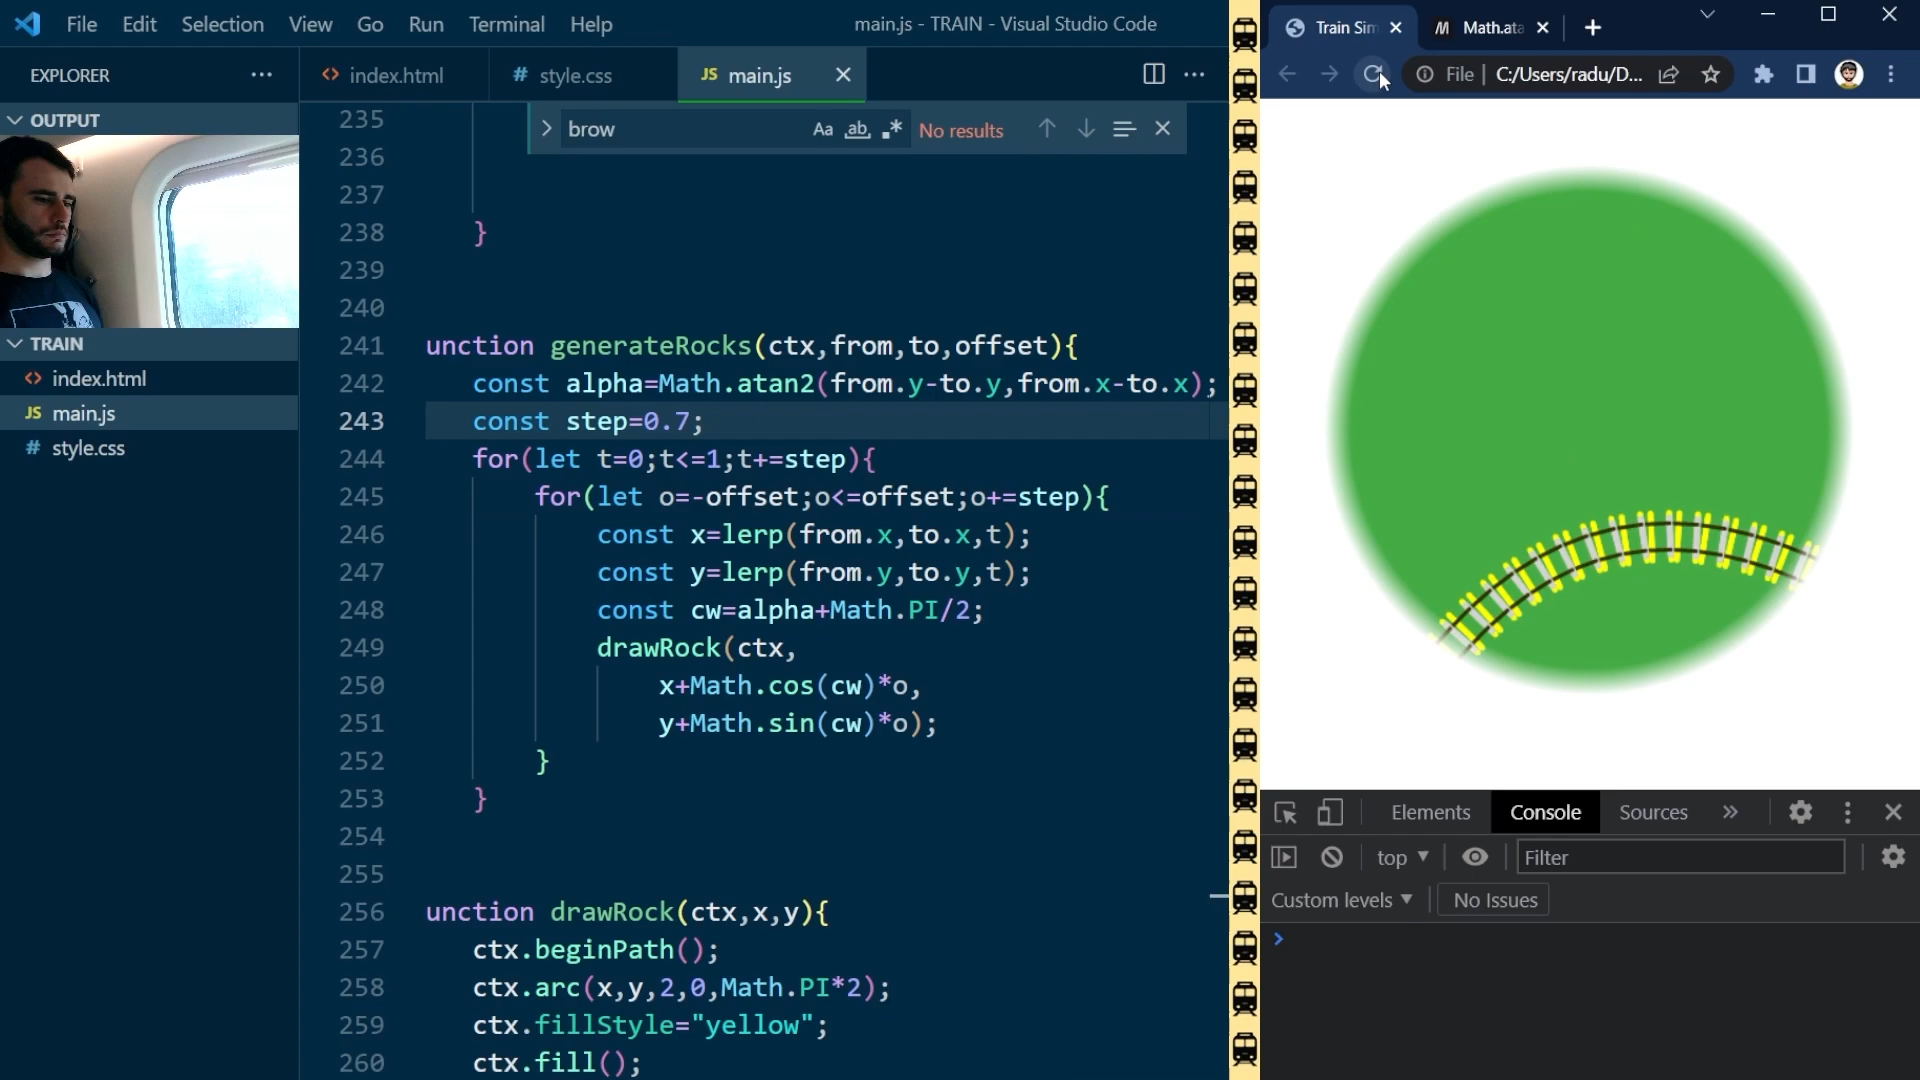 File Edit Selection View Go Run Terminal Help
main.js - TRAIN - Visual Studio Code
EXPLORER
OUTPUT
TRAIN
index.html
JS main.js
# style.css
index.html
# style.css
JS main.js
brow
Aa ab No results
235
236
237
238 }
239
240
241 unction generateRocks(ctx,from,to,offset){
242 const alpha=Math.atan2(from.y-to.y,from.x-to.x);
243 const step=0.7;
244 for(let t=0;t<=1;t+=step){
245 for(let o=-offset;o<=offset;o+=step){
246 const x=lerp(from.x,to.x,t);
247 const y=lerp(from.y,to.y,t);
248 const cw=alpha+Math.PI/2;
249 drawRock(ctx,
250 x+Math.cos(cw)*o,
251 y+Math.sin(cw)*o);
252 }
253 }
254
255
256 unction drawRock(ctx,x,y){
257 ctx.beginPath();
258 ctx.arc(x,y,2,0,Math.PI*2);
259 ctx.fillStyle="yellow";
260 ctx.fill();
Train Sim
Math.ata
File C:/Users/radu/D...
Elements Console Sources
top Filter
Custom levels No Issues